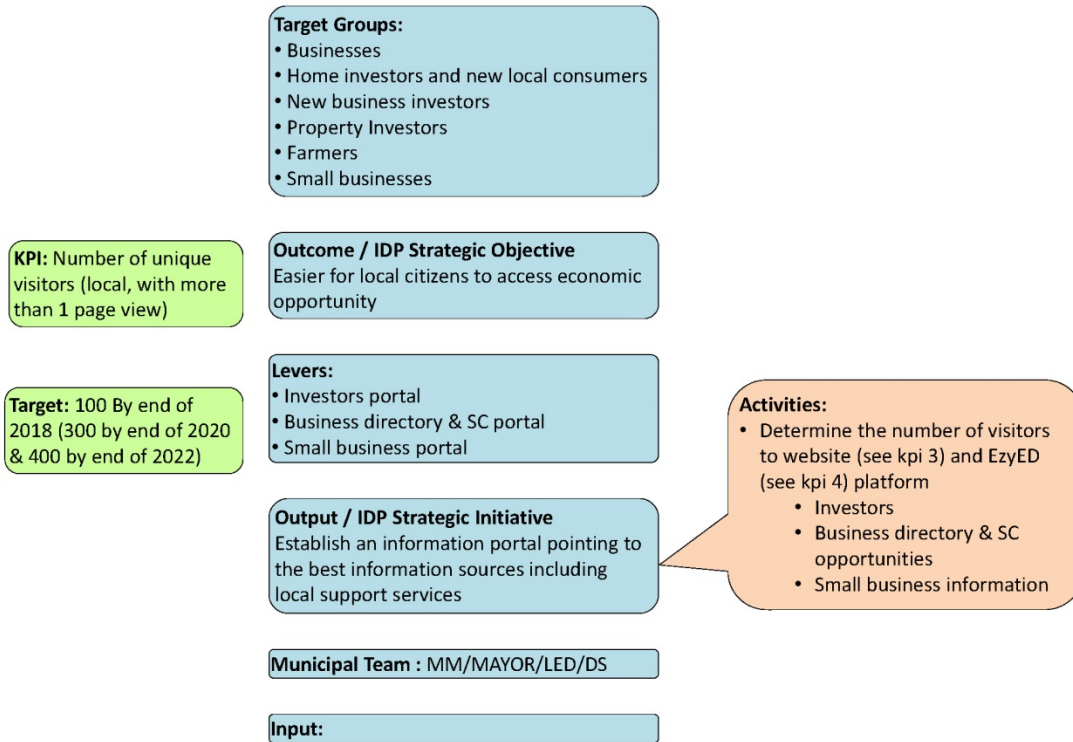 Target Groups:
• Businesses
• Home investors and new local consumers
• New business investors
• Property Investors
• Farmers
• Small businesses
KPI: Number of unique
visitors (local, with more
than 1 page view)
Outcome / IDP Strategic Objective
Easier for local citizens to access economic
opportunity
Target: 100 By end of
2018 (300 by end of 2020
& 400 by end of 2022)
Levers:
• Investors portal
• Business directory & SC portal
• Small business portal
Output / IDP Strategic Initiative
Establish an information portal pointing to
the best information sources including
local support services
Activities:
• Determine the number of visitors
to website (see kpi 3) and EzyED
(see kpi 4) platform
• Investors
• Business directory & SC
opportunities
• Small business information
Municipal Team : MM/MAYOR/LED/DS
Input: